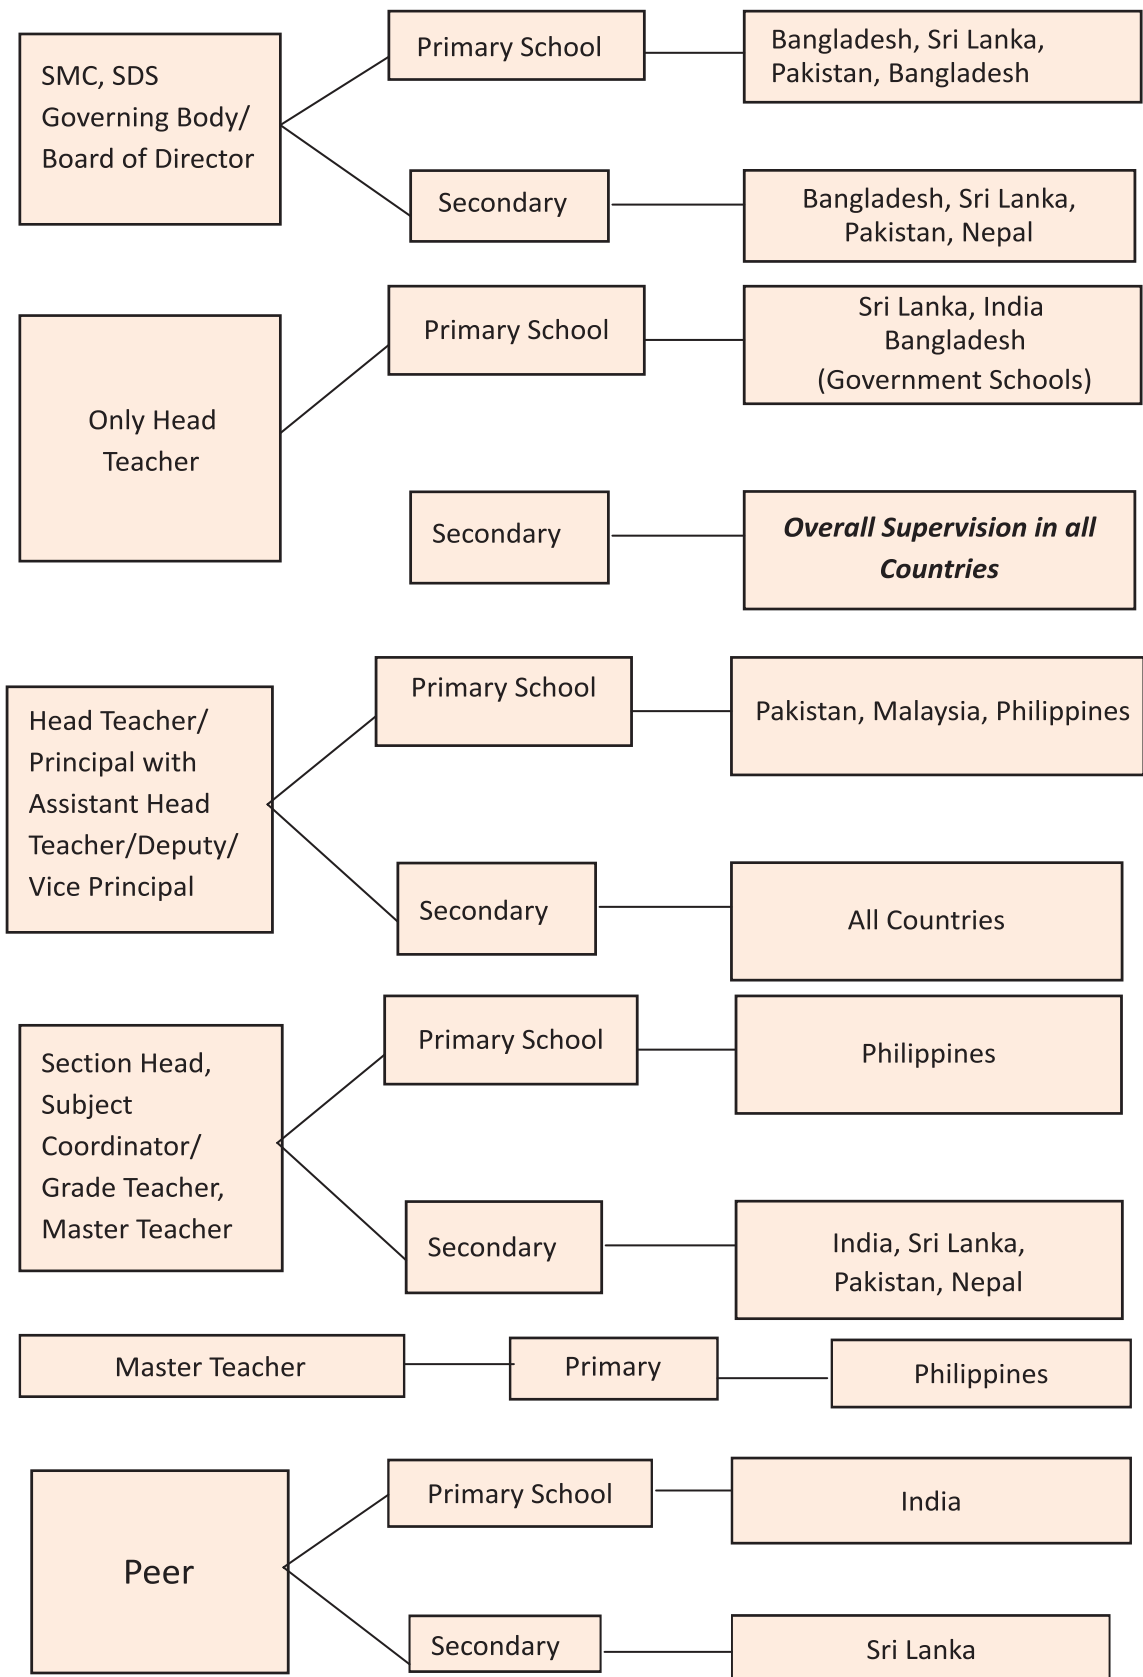 SMC, SDS
Governing Body/
Board of Director
Primary School
Bangladesh, Sri Lanka,
Pakistan, Bangladesh
Secondary
Bangladesh, Sri Lanka,
Pakistan, Nepal
Only Head
Teacher
Primary School
Sri Lanka, India
Bangladesh
(Government Schools)
Secondary
Overall Supervision in all
Countries
Head Teacher/
Principal with
Assistant Head
Teacher/Deputy/
Vice Principal
Primary School
Pakistan, Malaysia, Philippines
Secondary
All Countries
Section Head,
Subject
Coordinator/
Grade Teacher,
Master Teacher
Primary School
Philippines
Secondary
India, Sri Lanka,
Pakistan, Nepal
Master Teacher
Primary
Philippines
Peer
Primary School
India
Secondary
Sri Lanka